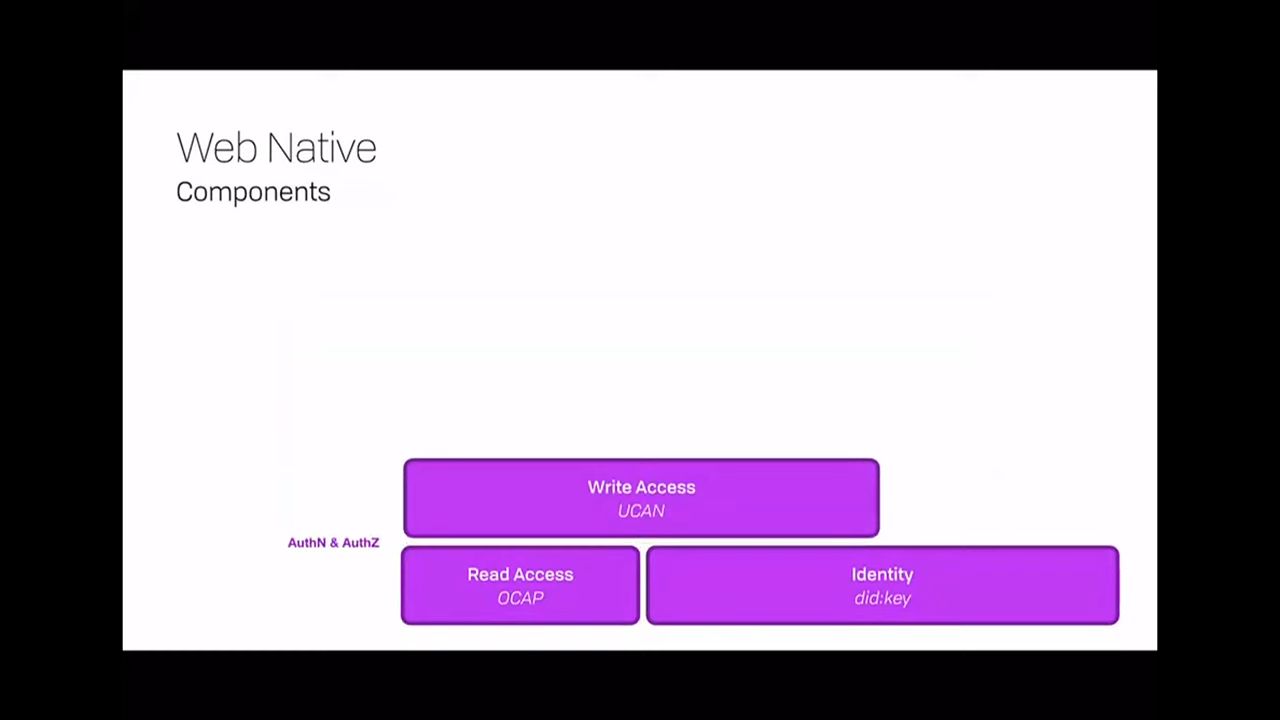 Web Native
Components
Write Access
UCAN
AuthN & AuthZ
Read Access
OCAP
Identity
did:key